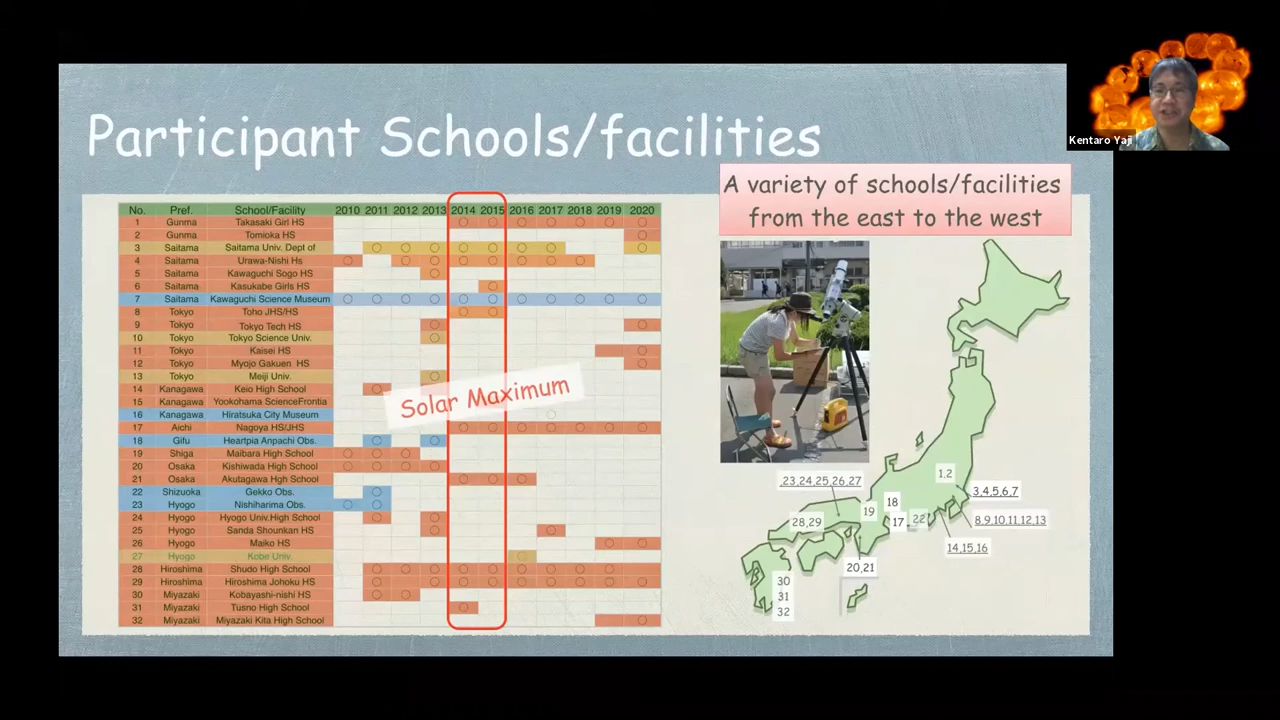 Kentaro Yaji
Participant Schools/facilities
A variety of schools/facilities
from the east to the west
No. Pref. School/Facility 2010 2011 2012 2013 2014 2015 2016 2017 2018 2019 2020
1 Gunma Takasaki Girl HS
2 Gunma Tomioka HS
3 Saitama Saitama Univ. Dept of
4 Saitama Urawa-Nishi Hs
5 Saitama Kawaguchi Sogo HS
6 Saitama Kasukabe Girls HS
7 Saitama Kawaguchi Science Museum
8 Tokyo Toho JHS/HS
9 Tokyo Tokyo Tech HS
10 Tokyo Tokyo Science Univ.
11 Tokyo Kaisei HS
12 Tokyo Myojo Gakuen HS
13 Tokyo Meiji Univ.
14 Kanagawa Keio High School
15 Kanagawa Yookohama ScienceFrontia
16 Kanagawa Hiratsuka City Museum
17 Aichi Nagoya HS/JHS
18 Gifu Heartpia Anpachi Obs.
19 Shiga Maibara High School
20 Osaka Kishiwada High School
21 Osaka Akutagawa High School
22 Shizuoka Gekko Obs.
23 Hyogo Nishiharima Obs.
24 Hyogo Hyogo Univ.High School
25 Hyogo Sanda Shounkan HS
26 Hyogo Maiko HS
27 Hyogo Kobe Univ.
28 Hiroshima Shudo High School
29 Hiroshima Hiroshima Johoku HS
30 Miyazaki Kobayashi-nishi HS
31 Miyazaki Tusno High School
32 Miyazaki Miyazaki Kita High School
Solar Maximum
1.2
,23,24,25,26,27
3,4,5,6,7
18
19
28,29
17
22
8.9.10.11.12,13
14,15,16
20,21
30
31
32